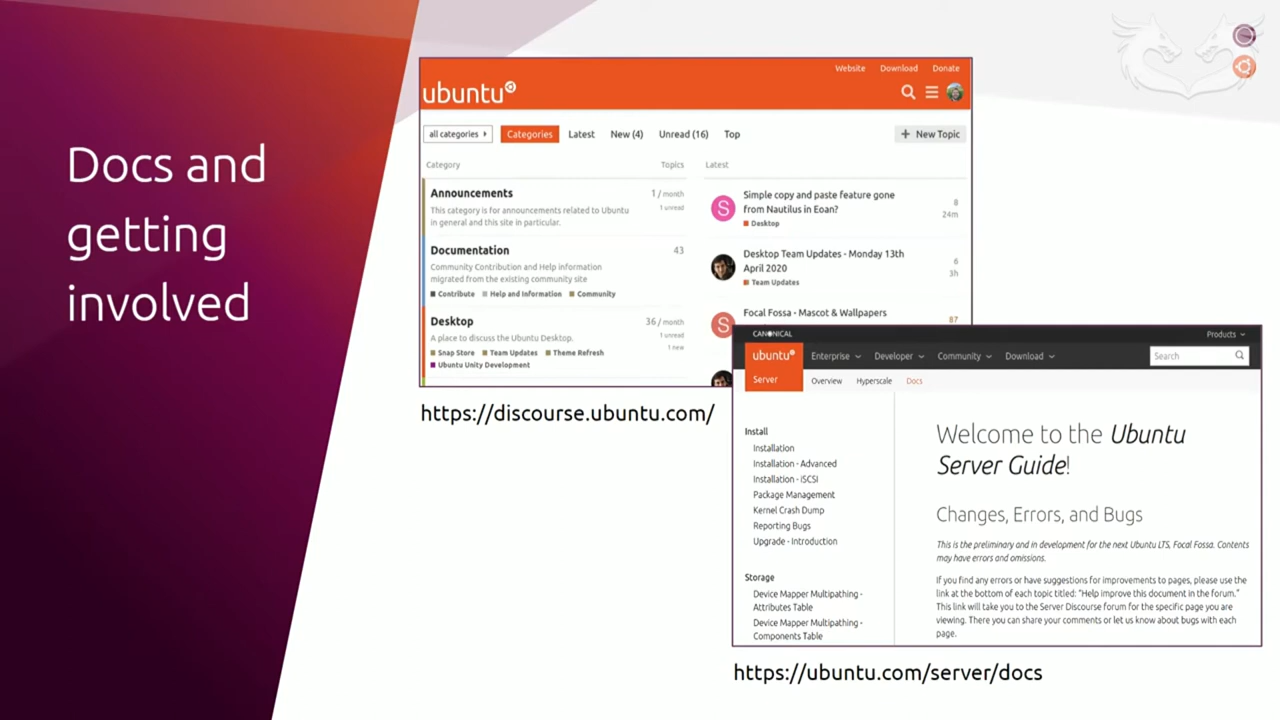 Docs and
getting
involved
ubuntu
Website Download Donate
all categories Categories Latest New (4) Unread (16) Top + New Topic
Category Topics Latest
Announcements 1 / month
This category is for announcements related to Ubuntu 1 unread
in general and this site in particular.
Documentation 43
Community Contribution and Help information
migrated from the existing community site
Contribute Help and Information Community
Desktop 36 / month
A place to discuss the Ubuntu Desktop. 1 unread
Snap Store Team Updates Theme Refresh 1 new
Ubuntu Unity Development
S Simple copy and paste feature gone 8
from Nautilus in Eoan? 24m
Desktop
Desktop Team Updates - Monday 13th 6
April 2020 3h
Team Updates
S Focal Fossa - Mascot & Wallpapers 87
https://discourse.ubuntu.com/
CANONICAL Products
ubuntu Enterprise Developer Community Download Search
Server Overview Hyperscale Docs
Install
Installation
Installation - Advanced
Installation - iSCSI
Package Management
Kernel Crash Dump
Reporting Bugs
Upgrade - Introduction
Storage
Device Mapper Multipathing -
Attributes Table
Device Mapper Multipathing -
Components Table
Welcome to the Ubuntu
Server Guide!
Changes, Errors, and Bugs
This is the preliminary and in development for the next Ubuntu LTS, Focal Fossa. Contents
may have errors and omissions.
If you find any errors or have suggestions for improvements to pages, please use the
link at the bottom of each topic titled: "Help improve this document in the forum."
This link will take you to the Server Discourse forum for the specific page you are
viewing. There you can share your comments or let us know about bugs with each
page.
https://ubuntu.com/server/docs